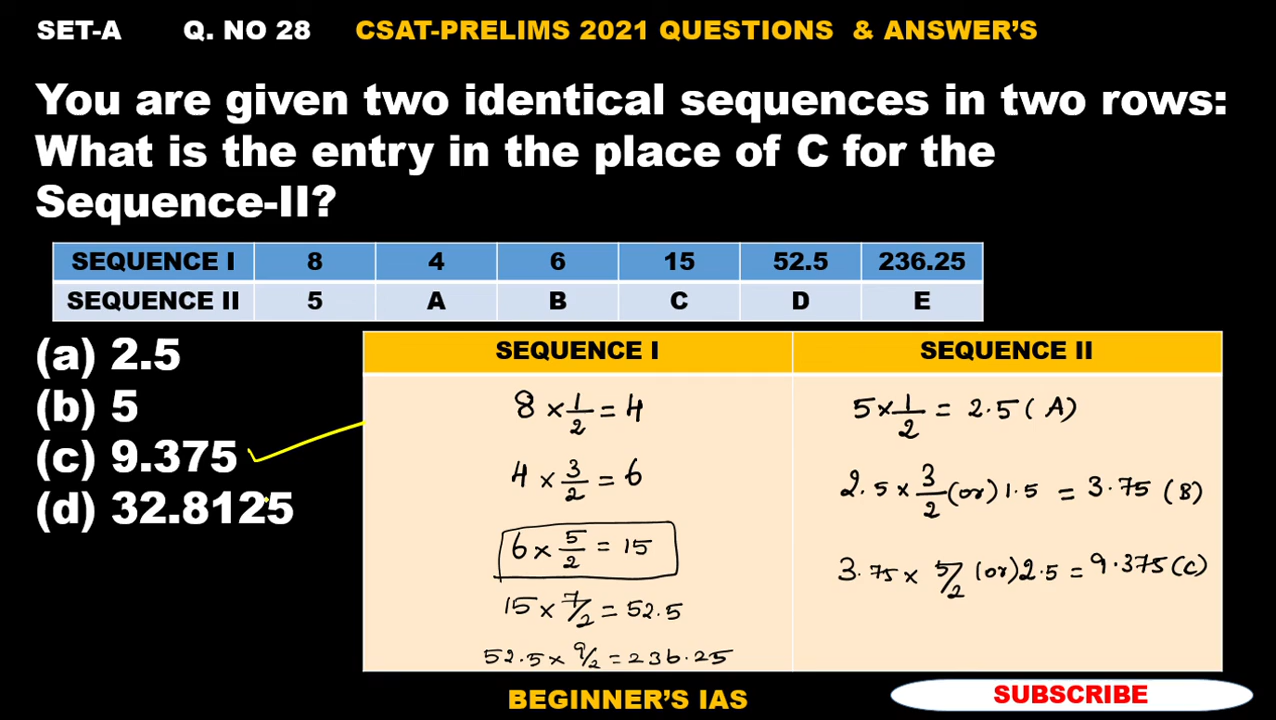 SET-A Q. NO 28 CSAT-PRELIMS 2021 QUESTIONS & ANSWER'S
You are given two identical sequences in two rows:
What is the entry in the place of C for the
Sequence-II?
SEQUENCE I 8 4 6 15 52.5 236.25
SEQUENCE II 5 A B C D E
(a) 2.5
(b) 5
(c) 9.375
(d) 32.8125
SEQUENCE I
8 × 1/2 = 4
4 × 3/2 = 6
6 × 5/2 = 15
15 × 7/2 = 52.5
52.5 × 9/2 = 236.25
SEQUENCE II
5 × 1/2 = 2.5 (A)
2.5 × 3/2 (or) 1.5 = 3.75 (B)
3.75 × 5/2 (or) 2.5 = 9.375 (C)
BEGINNER'S IAS
SUBSCRIBE